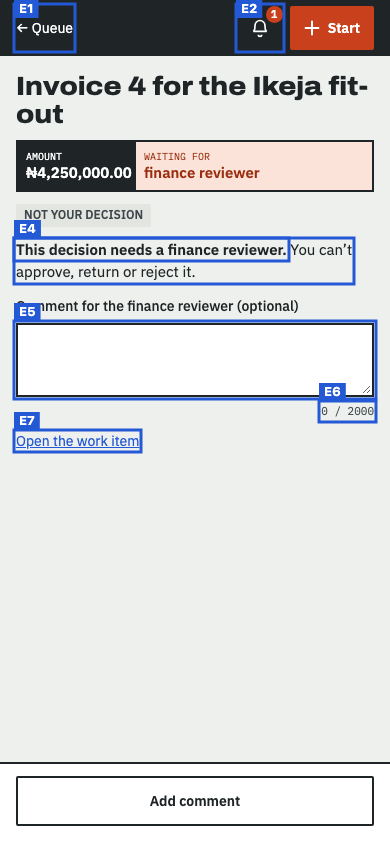 E1
E2
← Queue
1
+ Start
Invoice 4 for the Ikeja fit-
out
AMOUNT
₦4,250,000.00
WAITING FOR
finance reviewer
NOT YOUR DECISION
E4
This decision needs a finance reviewer. You can't
approve, return or reject it.
E5
mment for the finance reviewer (optional)
E6
0 / 2000
E7
Open the work item
Add comment